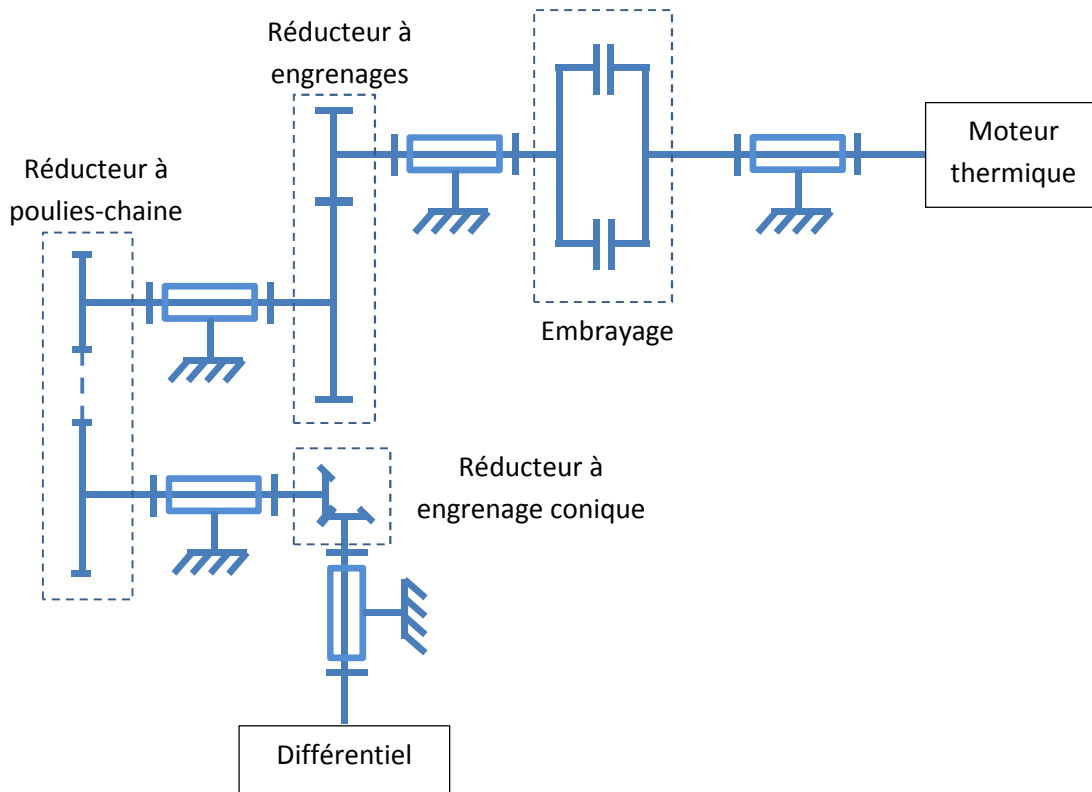 Réducteur à
engrenages
Moteur
thermique
Réducteur à
poulies-chaine
Embrayage
Réducteur à
engrenage conique
Différentiel